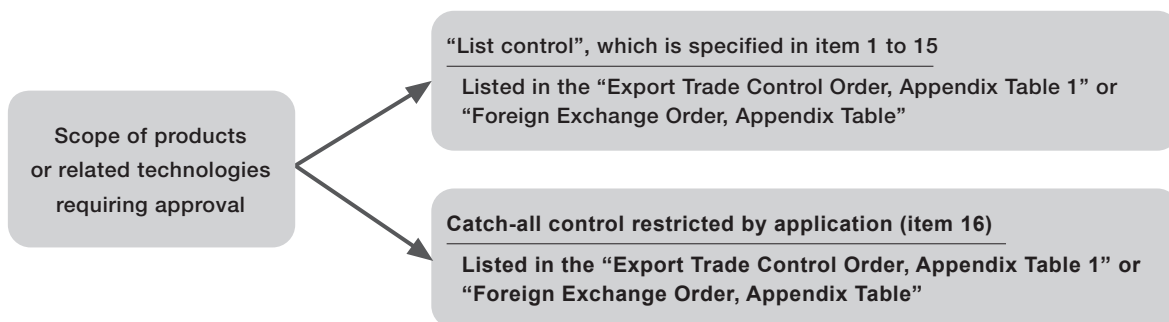 Scope of products
or related technologies
requiring approval
“List control”, which is specified in item 1 to 15
Listed in the “Export Trade Control Order, Appendix Table 1” or
“Foreign Exchange Order, Appendix Table”
Catch-all control restricted by application (item 16)
Listed in the “Export Trade Control Order, Appendix Table 1” or
“Foreign Exchange Order, Appendix Table”